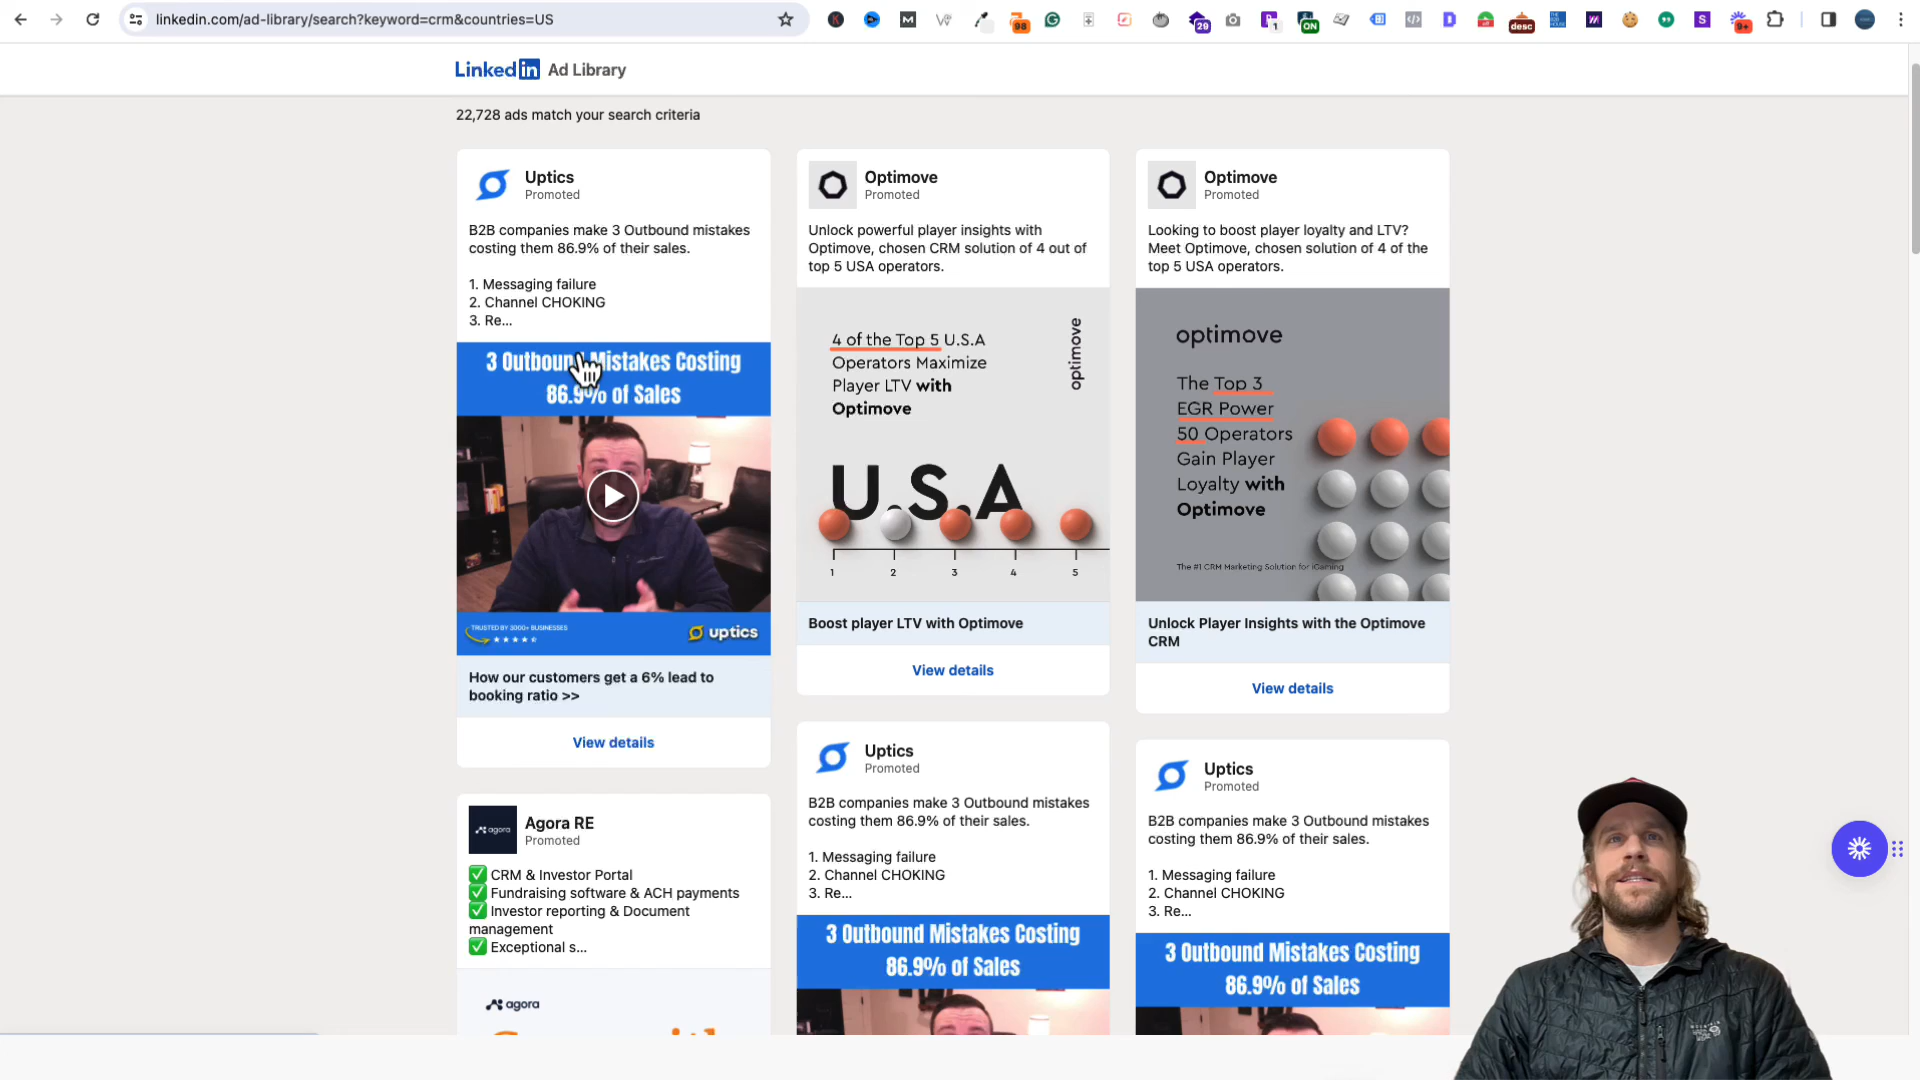 linkedin.com/ad-library/search?keyword=crm&countries=US
98
29
1
ON
desc
9+
Linkedin Ad Library
22,728 ads match your search criteria
Uptics
Promoted
B2B companies make 3 Outbound mistakes
costing them 86.9% of their sales.
1. Messaging failure
2. Channel CHOKING
3. Re...
3 Outbound Mistakes Costing
86.9% of Sales
TRUSTED BY 3000+ BUSINESSES
uptics
How our customers get a 6% lead to
booking ratio >>
View details
Agora RE
Promoted
agora
✅ CRM & Investor Portal
✅ Fundraising software & ACH payments
✅ Investor reporting & Document
management
✅ Exceptional s...
agora
Optimove
Promoted
Unlock powerful player insights with
Optimove, chosen CRM solution of 4 out of
top 5 USA operators.
4 of the Top 5 U.S.A
Operators Maximize
Player LTV with
Optimove
optimove
U.S.A
1 2 3 4 5
Boost player LTV with Optimove
View details
Uptics
Promoted
B2B companies make 3 Outbound mistakes
costing them 86.9% of their sales.
1. Messaging failure
2. Channel CHOKING
3. Re...
3 Outbound Mistakes Costing
86.9% of Sales
Optimove
Promoted
Looking to boost player loyalty and LTV?
Meet Optimove, chosen solution of 4 of the
top 5 USA operators.
optimove
The Top 3
EGR Power
50 Operators
Gain Player
Loyalty with
Optimove
The #1 CRM Marketing Solution for iGaming
Unlock Player Insights with the Optimove
CRM
View details
Uptics
Promoted
B2B companies make 3 Outbound mistakes
costing them 86.9% of their sales.
1. Messaging failure
2. Channel CHOKING
3. Re...
3 Outbound Mistakes Costing
86.9% of Sales